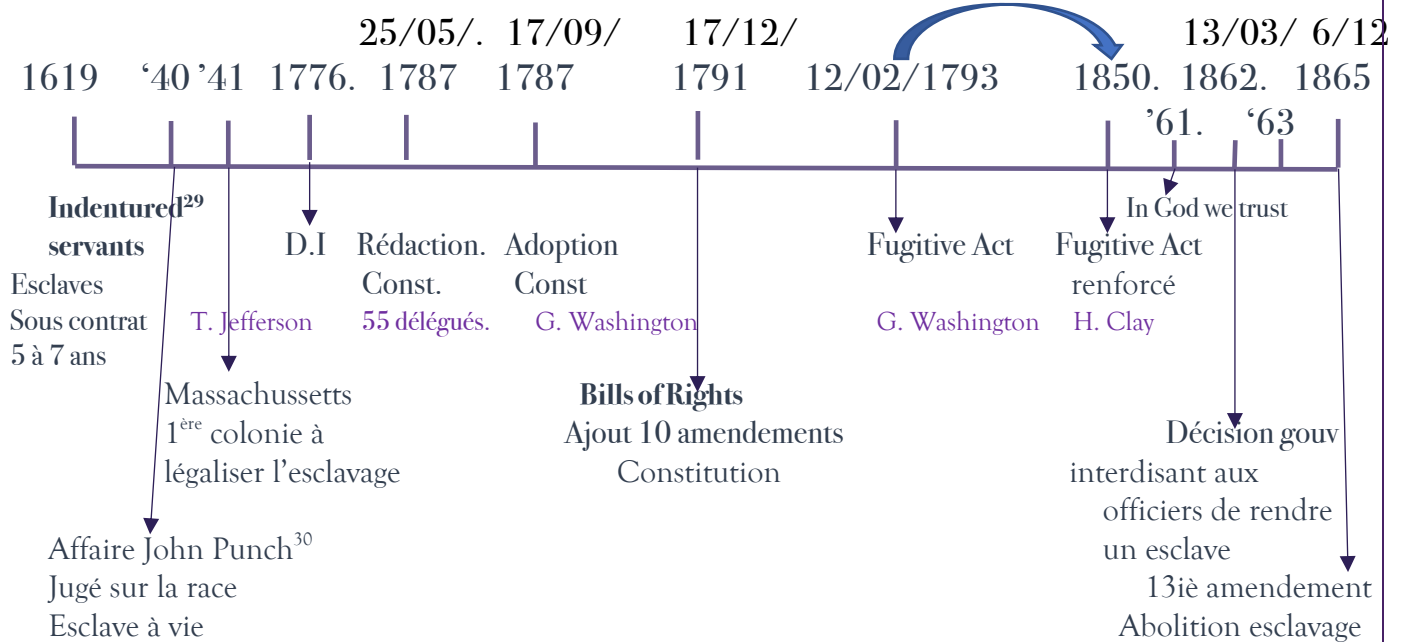 25/05/. 17/09/ 17/12/ 13/03/ 6/12
1619 ‘40 ’41 1776. 1787 1787 1791 12/02/1793 1850. 1862. 1865
’61. ‘63
Indentured²⁹
servants
Esclaves
Sous contrat
5 à 7 ans
T. Jefferson
D.I
Rédaction.
Const.
55 délégués.
Adoption
Const
G. Washington
Fugitive Act
G. Washington
Fugitive Act
renforcé
H. Clay
In God we trust
Massachussetts
1ère colonie à
légaliser l’esclavage
Bills of Rights
Ajout 10 amendements
Constitution
Décision gouv
interdisant aux
officiers de rendre
un esclave
Affaire John Punch³⁰
Jugé sur la race
Esclave à vie
13iè amendement
Abolition esclavage